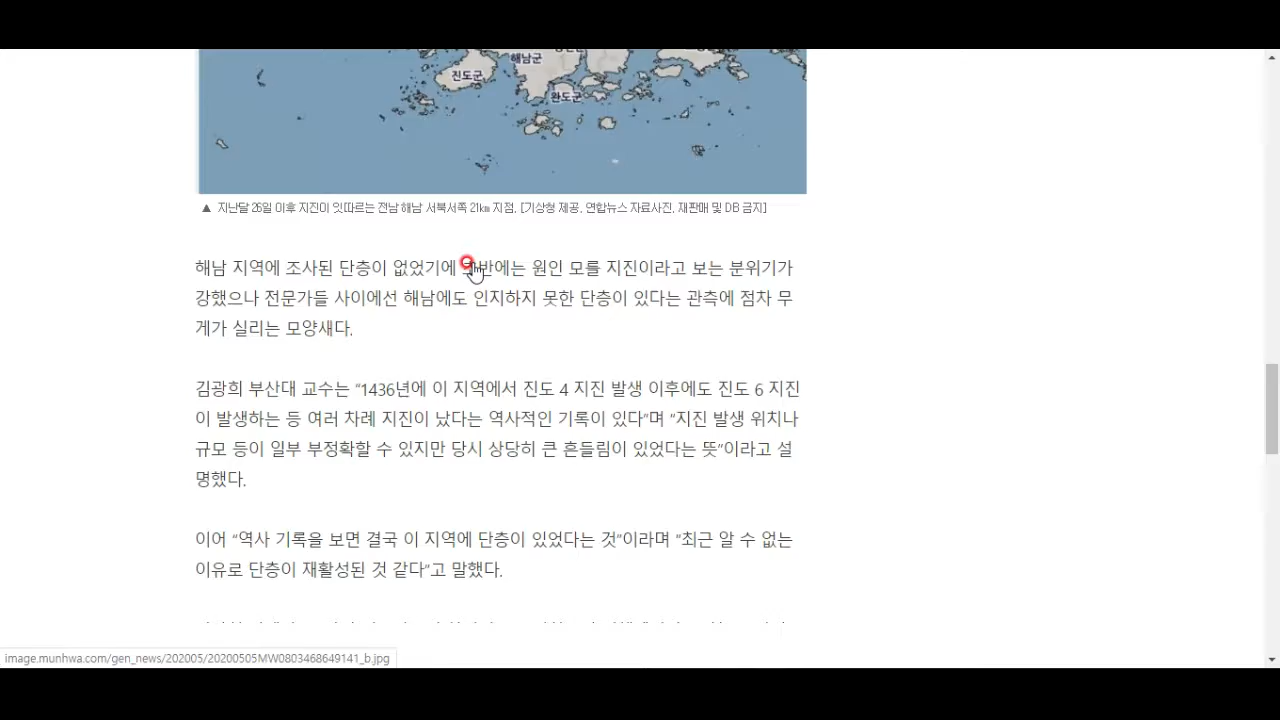 해남군
진도군
완도군
▲ 지난달 26일 이후 지진이 잇따르는 전남 해남 서북서쪽 21㎞ 지점. [기상청 제공. 연합뉴스 자료사진. 재판매 및 DB 금지]
해남 지역에 조사된 단층이 없었기에 원인 모를 지진이라고 보는 분위기가
강했으나 전문가들 사이에선 해남에도 인지하지 못한 단층이 있다는 관측에 점차 무
게가 실리는 모양새다.
김광희 부산대 교수는 “1436년에 이 지역에서 진도 4 지진 발생 이후에도 진도 6 지진
이 발생하는 등 여러 차례 지진이 났다는 역사적인 기록이 있다”며 “지진 발생 위치나
규모 등이 일부 부정확할 수 있지만 당시 상당히 큰 흔들림이 있었다는 뜻”이라고 설
명했다.
이어 “역사 기록을 보면 결국 이 지역에 단층이 있었다는 것”이라며 “최근 알 수 없는
이유로 단층이 재활성된 것 같다”고 말했다.
image.munhwa.com/gen_news/202005/20200505MW0803468649141_b.jpg